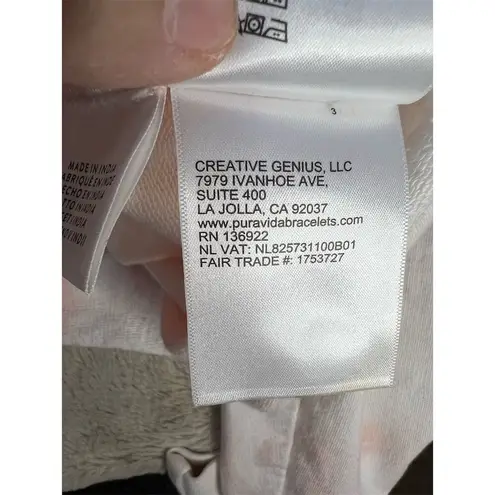 3
CREATIVE GENIUS, LLC
7979 IVANHOE AVE,
SUITE 400
LA JOLLA, CA 92037
www.puravidabracelets.com
RN 136922
NL VAT: NL825731100B01
FAIR TRADE #: 1753727
MADE IN INDIA